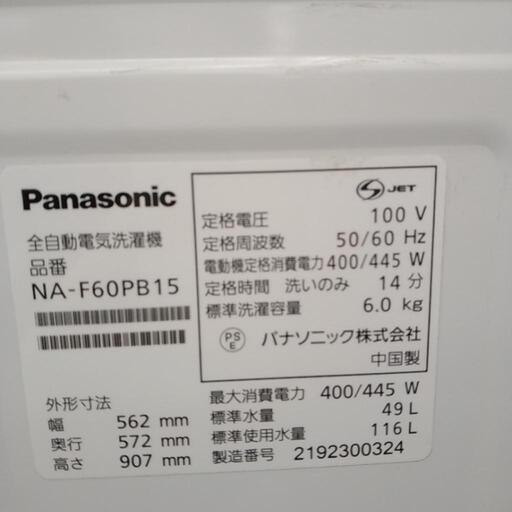 Panasonic
全自動電気洗濯機
品番
NA-F60PB15
外形寸法
幅 562 mm
奥行 572 mm
高さ 907 mm
S JET
定格電圧 100 V
定格周波数 50/60 Hz
電動機定格消費電力 400/445 W
定格時間 洗いのみ 14 分
標準洗濯容量 6.0 kg
PS E パナソニック株式会社
中国製
最大消費電力 400/445 W
標準水量 49 L
標準使用水量 116 L
製造番号 2192300324